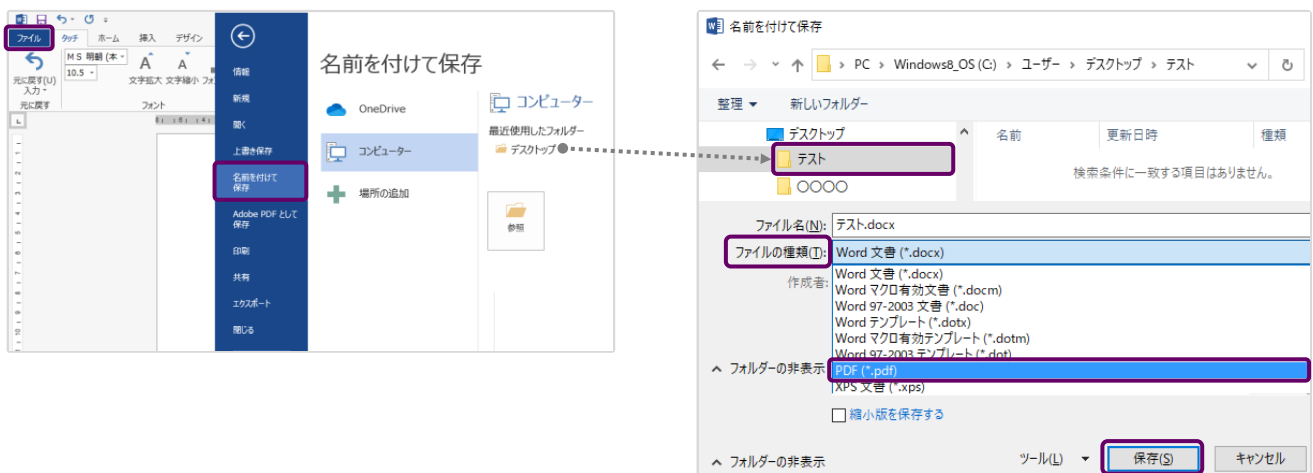 ファイル
タッチ
ホーム
挿入
デザイン
元に戻す(U)
入力
元に戻す
MS 明朝 (本
10.5
文字拡大
文字縮小
フォント
情報
新規
開く
上書き保存
名前を付けて
保存
Adobe PDF として
保存
印刷
共有
エクスポート
閉じる
名前を付けて保存
OneDrive
コンピューター
場所の追加
コンピューター
最近使用したフォルダー
デスクトップ
参照
名前を付けて保存
PC › Windows8_OS (C:) › ユーザー › デスクトップ › テスト
整理 ▼ 新しいフォルダー
デスクトップ
テスト
〇〇〇〇
名前 更新日時 種類
検索条件に一致する項目はありません。
ファイル名(N): テスト.docx
ファイルの種類(T): Word 文書 (*.docx)
作成者:
Word 文書 (*.docx)
Word マクロ有効文書 (*.docm)
Word 97-2003 文書 (*.doc)
Word テンプレート (*.dotx)
Word マクロ有効テンプレート (*.dotm)
Word 97-2003 テンプレート (*.dot)
PDF (*.pdf)
XPS 文書 (*.xps)
フォルダーの非表示
縮小版を保存する
フォルダーの非表示
ツール(L) ▼ 保存(S) キャンセル